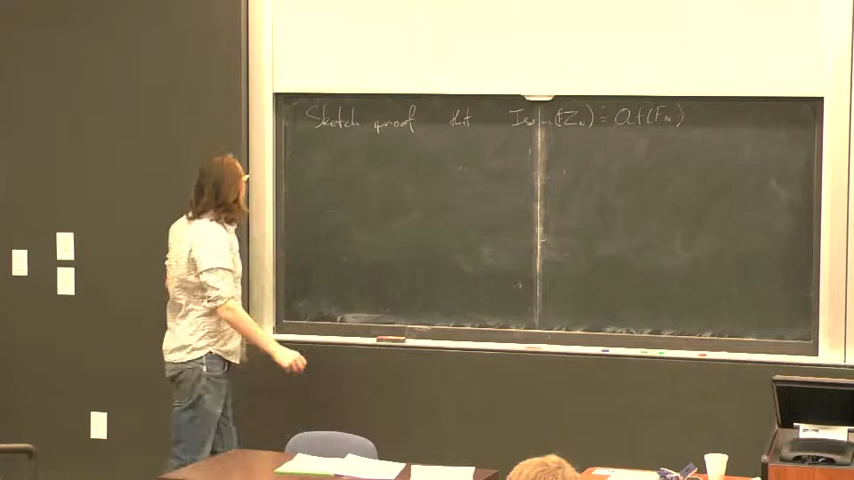 Sketch proof that Isom(EZ_N) = Out(F_N)